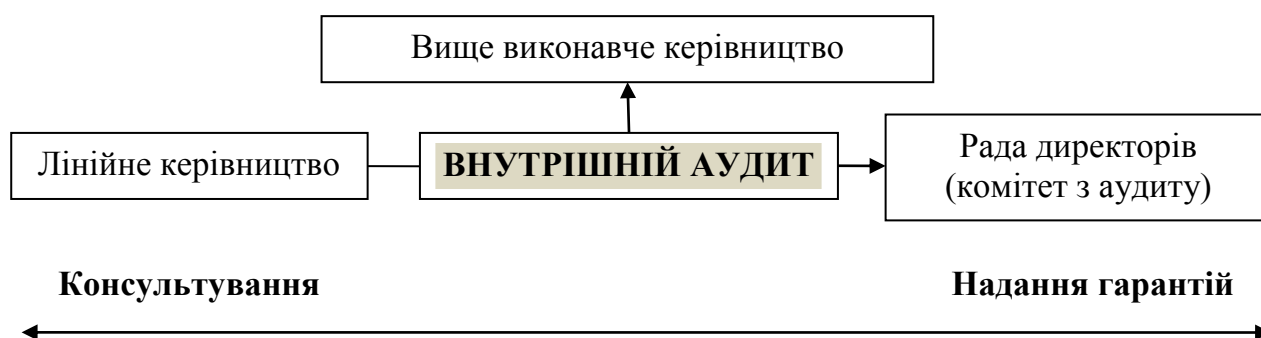 Вище виконавче керівництво
Лінійне керівництво
ВНУТРІШНІЙ АУДИТ
Рада директорів
(комітет з аудиту)
Консультування
Надання гарантій